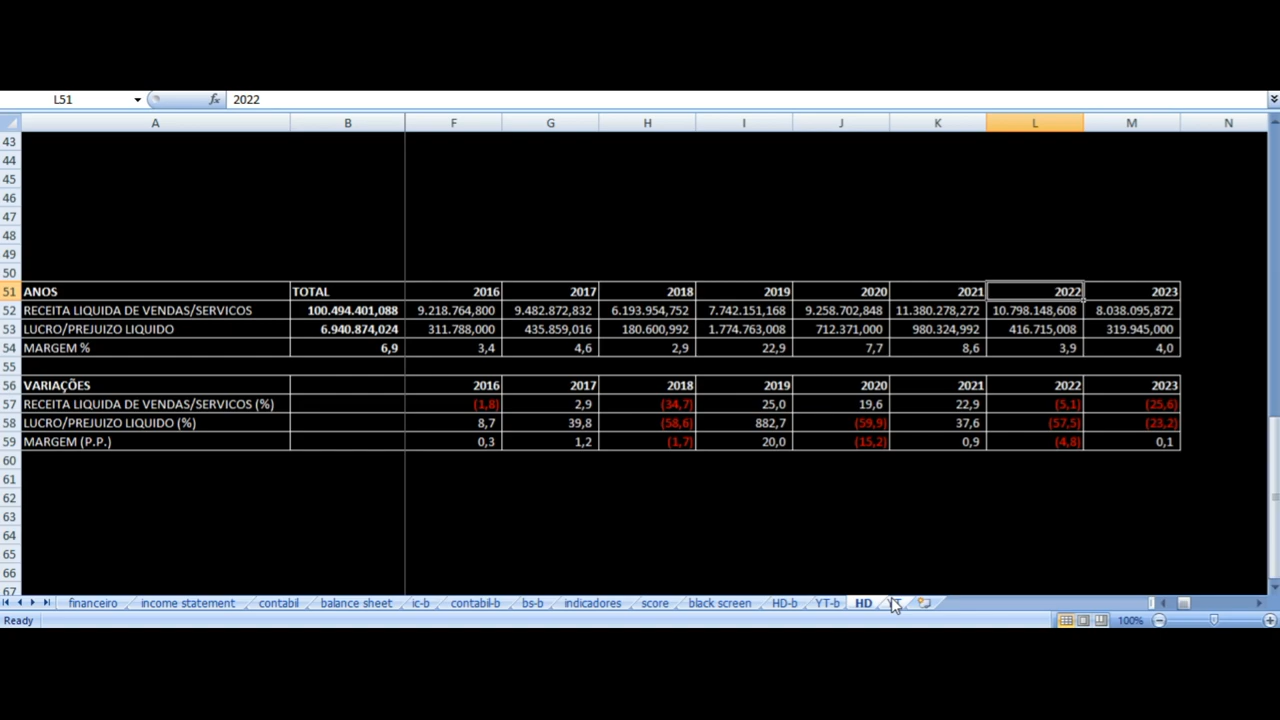 L51 fx 2022
A B F G H I J K L M N
43
44
45
46
47
48
49
50
51 ANOS TOTAL 2016 2017 2018 2019 2020 2021 2022 2023
52 RECEITA LIQUIDA DE VENDAS/SERVICOS 100.494.401,088 9.218.764,800 9.482.872,832 6.193.954,752 7.742.151,168 9.258.702,848 11.380.278,272 10.798.148,608 8.038.095,872
53 LUCRO/PREJUIZO LIQUIDO 6.940.874,024 311.788,000 435.859,016 180.600,992 1.774.763,008 712.371,000 980.324,992 416.715,008 319.945,000
54 MARGEM % 6,9 3,4 4,6 2,9 22,9 7,7 8,6 3,9 4,0
55
56 VARIAÇÕES 2016 2017 2018 2019 2020 2021 2022 2023
57 RECEITA LIQUIDA DE VENDAS/SERVICOS (%) (1,8) 2,9 (34,7) 25,0 19,6 22,9 (5,1) (25,6)
58 LUCRO/PREJUIZO LIQUIDO (%) 8,7 39,8 (58,6) 882,7 (59,9) 37,6 (57,5) (23,2)
59 MARGEM (P.P.) 0,3 1,2 (1,7) 20,0 (15,2) 0,9 (4,8) 0,1
60
61
62
63
64
65
66
67
financeiro income statement contabil balance sheet ic-b contabil-b bs-b indicadores score black screen HD-b YT-b HD
Ready 100%